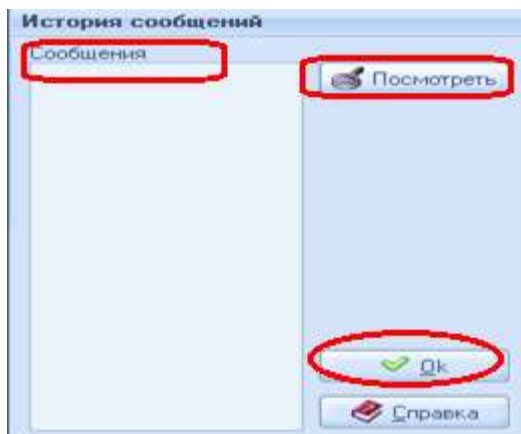 История сообщений
Сообщения
Посмотреть
Ok
Справка